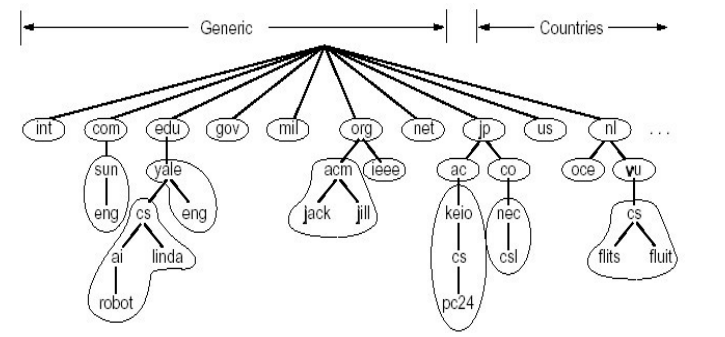 Generic Countries
int com edu gov mil org net jp us nl ...
sun yale acm ieee ac co oce vu
eng cs eng jack jill keio nec cs
ai linda cs csl flits fluit
robot pc24